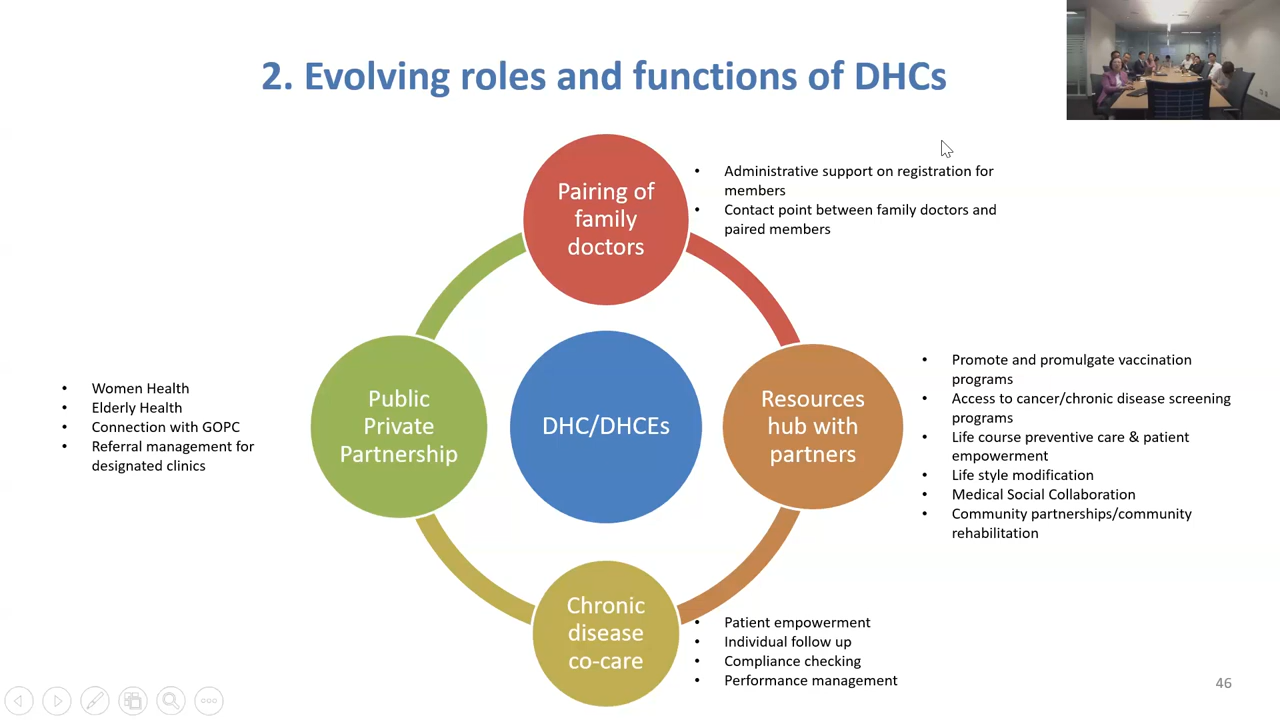 2. Evolving roles and functions of DHCs
Pairing of
family
doctors
• Administrative support on registration for
members
• Contact point between family doctors and
paired members
Public
Private
Partnership
• Women Health
• Elderly Health
• Connection with GOPC
• Referral management for
designated clinics
DHC/DHCEs
Resources
hub with
partners
• Promote and promulgate vaccination
programs
• Access to cancer/chronic disease screening
programs
• Life course preventive care & patient
empowerment
• Life style modification
• Medical Social Collaboration
• Community partnerships/community
rehabilitation
Chronic
disease
co-care
• Patient empowerment
• Individual follow up
• Compliance checking
• Performance management
46